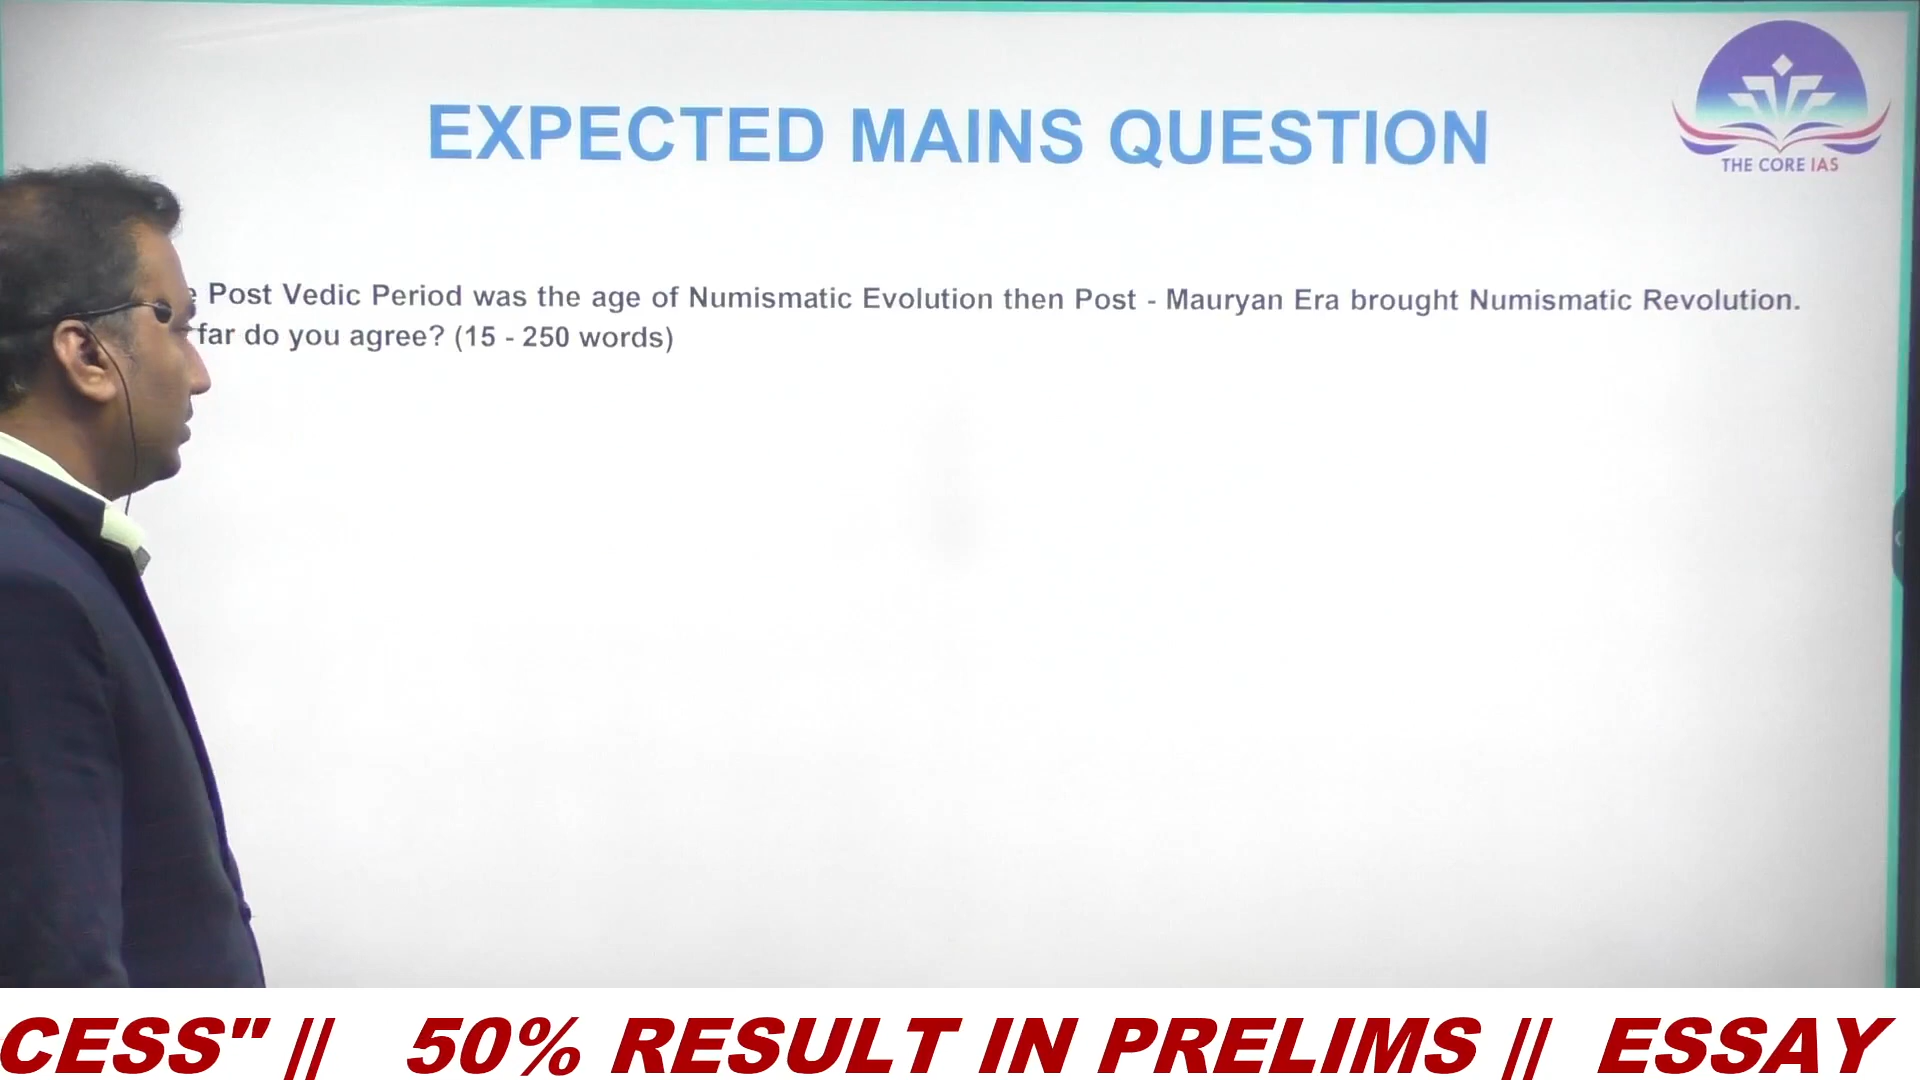 EXPECTED MAINS QUESTION
THE CORE IAS
Post Vedic Period was the age of Numismatic Evolution then Post - Mauryan Era brought Numismatic Revolution.
far do you agree? (15 - 250 words)
CESS" || 50% RESULT IN PRELIMS || ESSAY